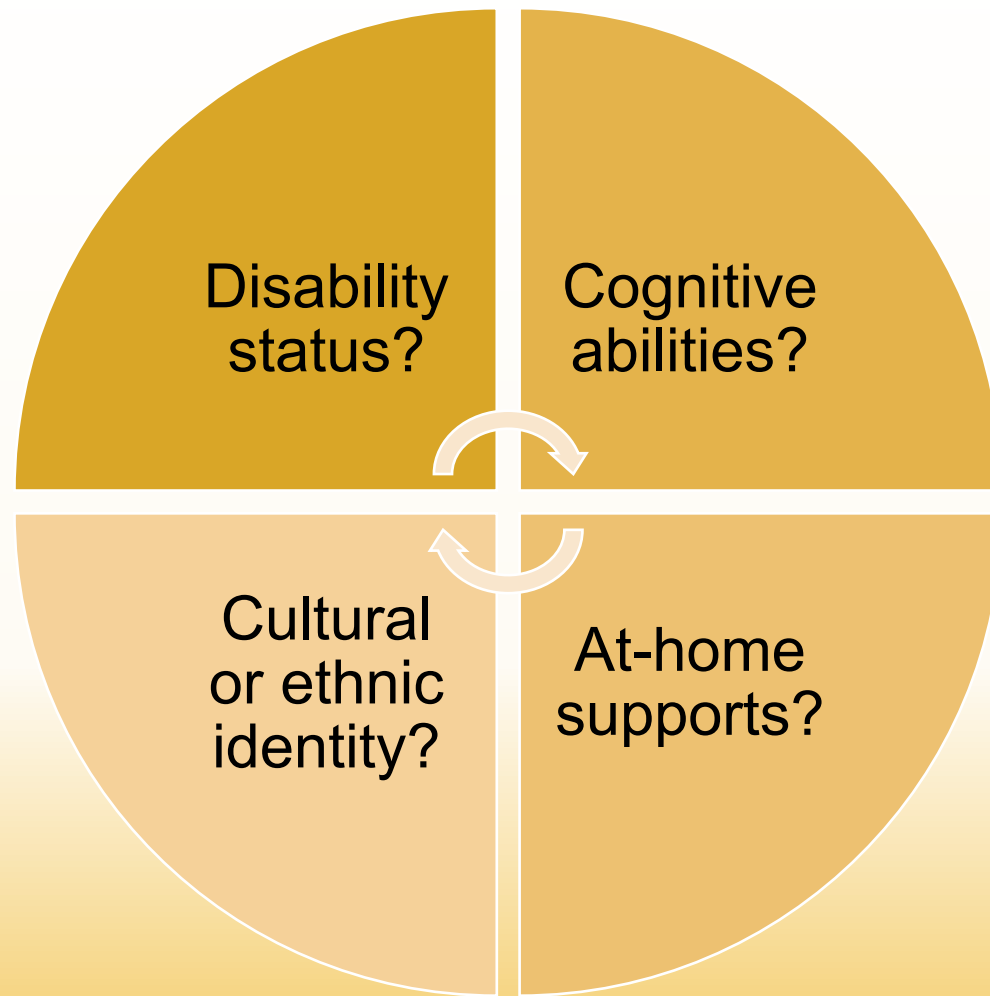 Disability
status?
Cognitive
abilities?
Cultural
or ethnic
identity?
At-home
supports?